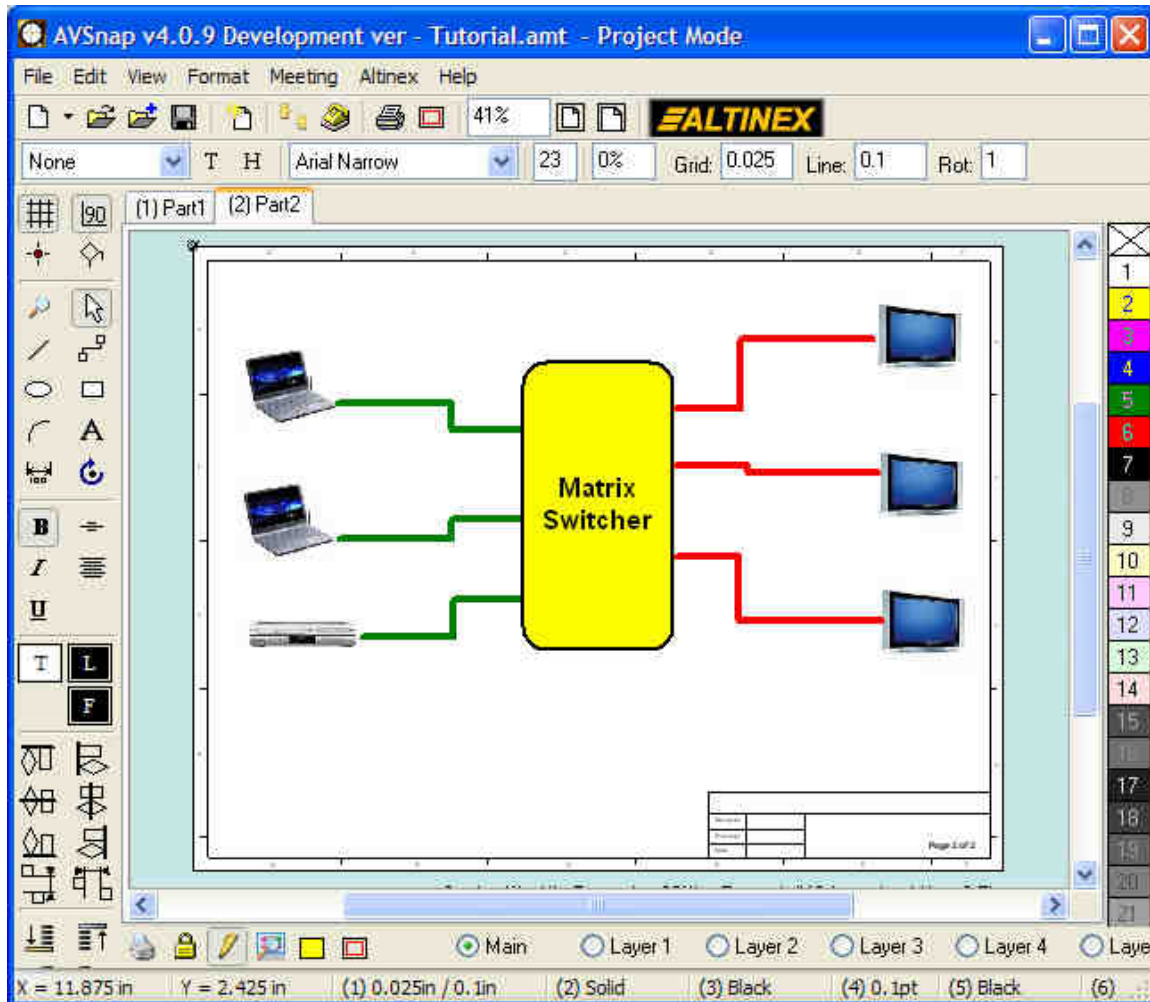 AVSnap v4.0.9 Development ver - Tutorial.amt - Project Mode
File Edit View Format Meeting Altinex Help
41% ALTINEX
None T H Arial Narrow 23 0% Grid: 0.025 Line: 0.1 Rot: 1
90 (1) Part1 (2) Part2
1
2
3
4
5
6
7
8
9
10
11
12
13
14
15
16
17
18
19
20
21
A
100
B
I
U
T L
F
Matrix
Switcher
Main Layer 1 Layer 2 Layer 3 Layer 4 Laye
X = 11.875 in Y = 2.425 in (1) 0.025in / 0.1in (2) Solid (3) Black (4) 0.1pt (5) Black (6)